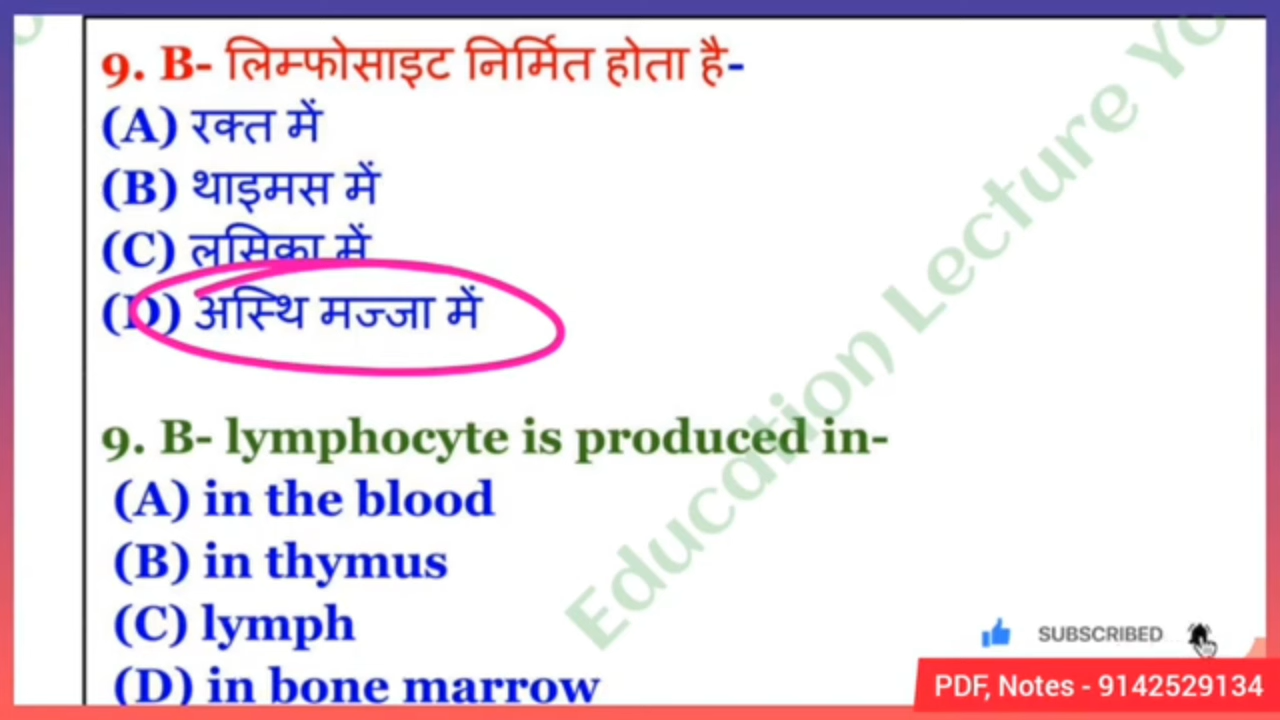 9. B- लिम्फोसाइट निर्मित होता है-
(A) रक्त में
(B) थाइमस में
(C) लसिका में
(D) अस्थि मज्जा में
9. B- lymphocyte is produced in-
(A) in the blood
(B) in thymus
(C) lymph
(D) in bone marrow
Education Lecture Yo
SUBSCRIBED
PDF, Notes - 9142529134